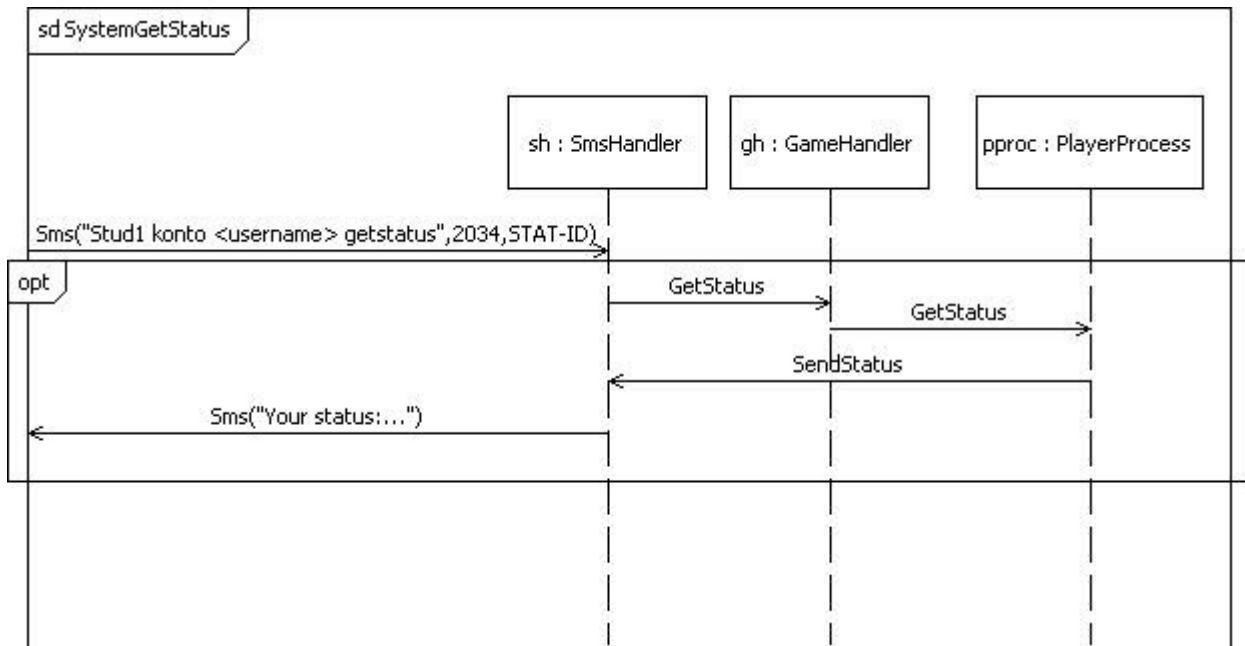 sd SystemGetStatus
sh : SmsHandler
gh : GameHandler
pproc : PlayerProcess
Sms("Stud1 konto <username> getstatus",2034,STAT-ID)
opt
GetStatus
GetStatus
SendStatus
Sms("Your status:...")